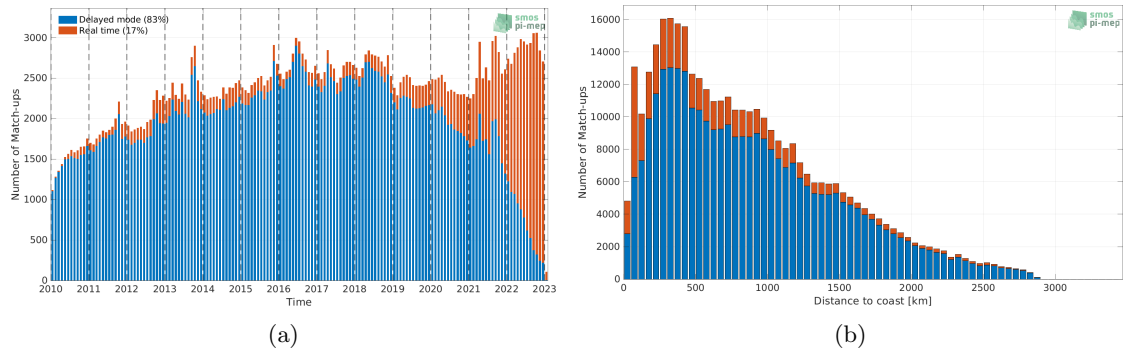 Delayed mode (83%)
Real time (17%)
smos
pi-mep
Number of Match-ups
3000
2500
2000
1500
1000
500
0
2010 2011 2012 2013 2014 2015 2016 2017 2018 2019 2020 2021 2022 2023
Time
(a)
smos
pi-mep
Number of Match-ups
16000
14000
12000
10000
8000
6000
4000
2000
0
0 500 1000 1500 2000 2500 3000
Distance to coast [km]
(b)